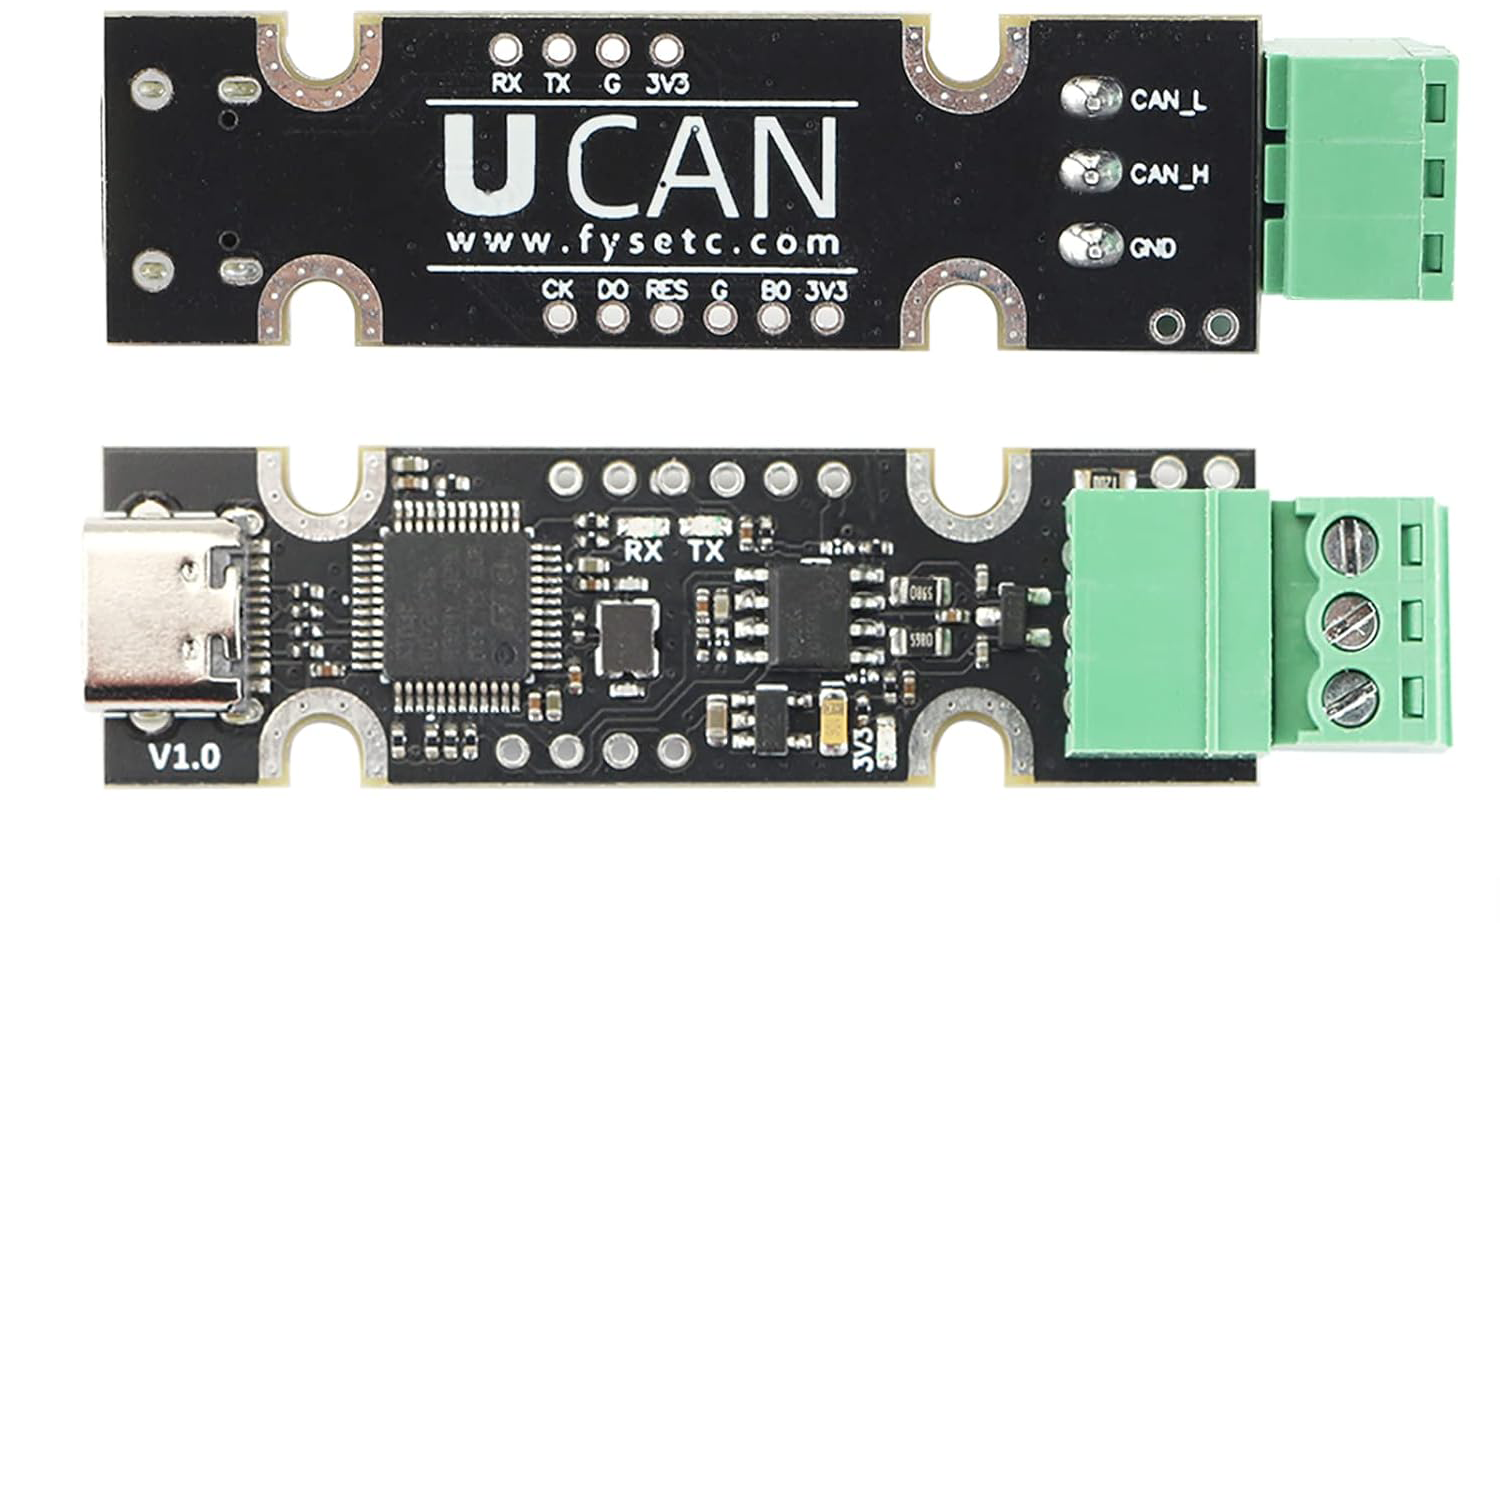 RX TX G 3V3
UCAN
www.fysetc.com
CK DO RES G BO 3V3
CAN_L
CAN_H
GND
RX TX
3V3
V1.0